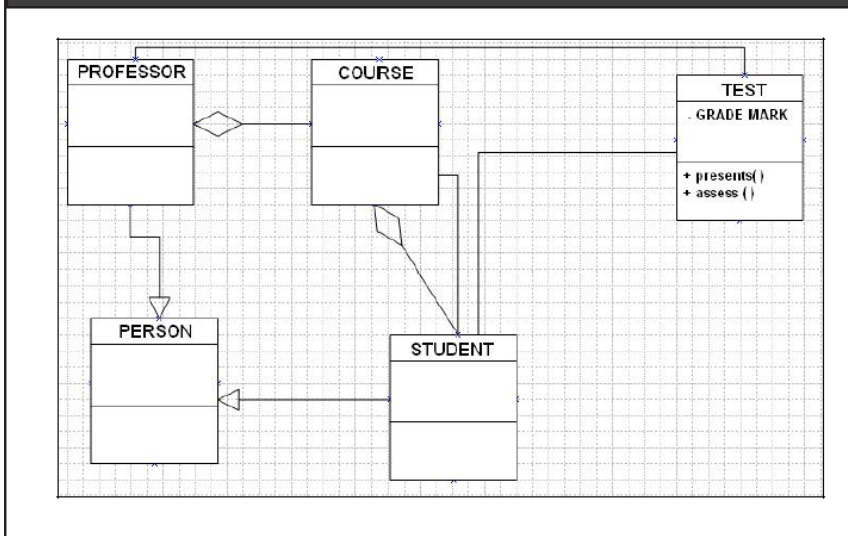 PROFESSOR
COURSE
TEST
- GRADE MARK
+ presents()
+ assess ()
PERSON
STUDENT